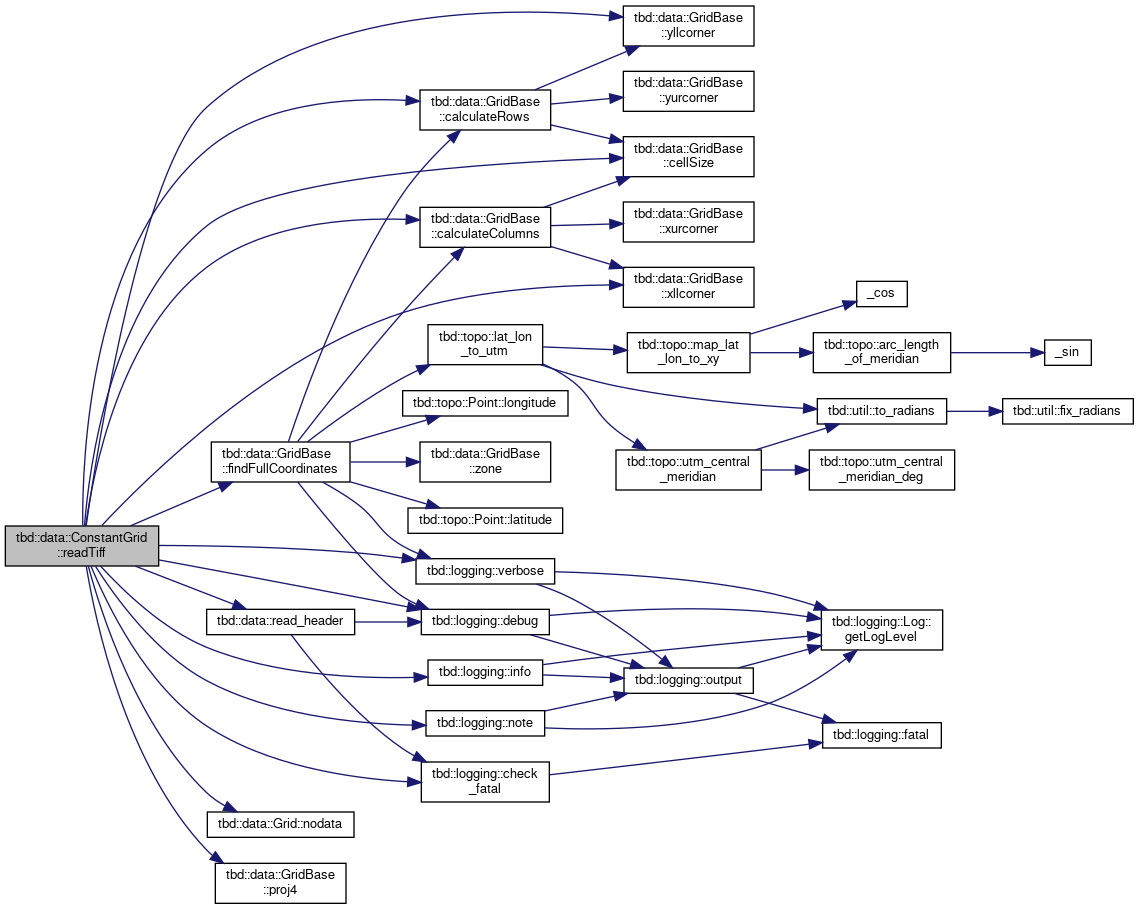 tbd::data::GridBase
::yllcorner
tbd::data::GridBase
::yurcorner
tbd::data::GridBase
::calculateRows
tbd::data::GridBase
::cellSize
tbd::data::GridBase
::calculateColumns
tbd::data::GridBase
::xurcorner
tbd::data::GridBase
::xllcorner
_cos
tbd::topo::lat_lon
_to_utm
tbd::topo::map_lat
_lon_to_xy
tbd::topo::arc_length
_of_meridian
_sin
tbd::topo::Point::longitude
tbd::util::to_radians
tbd::util::fix_radians
tbd::data::GridBase
::findFullCoordinates
tbd::data::GridBase
::zone
tbd::topo::utm_central
_meridian
tbd::topo::utm_central
_meridian_deg
tbd::topo::Point::latitude
tbd::data::ConstantGrid
::readTiff
tbd::logging::verbose
tbd::data::read_header
tbd::logging::debug
tbd::logging::Log::
getLogLevel
tbd::logging::info
tbd::logging::output
tbd::logging::note
tbd::logging::fatal
tbd::logging::check
_fatal
tbd::data::Grid::nodata
tbd::data::GridBase
::proj4